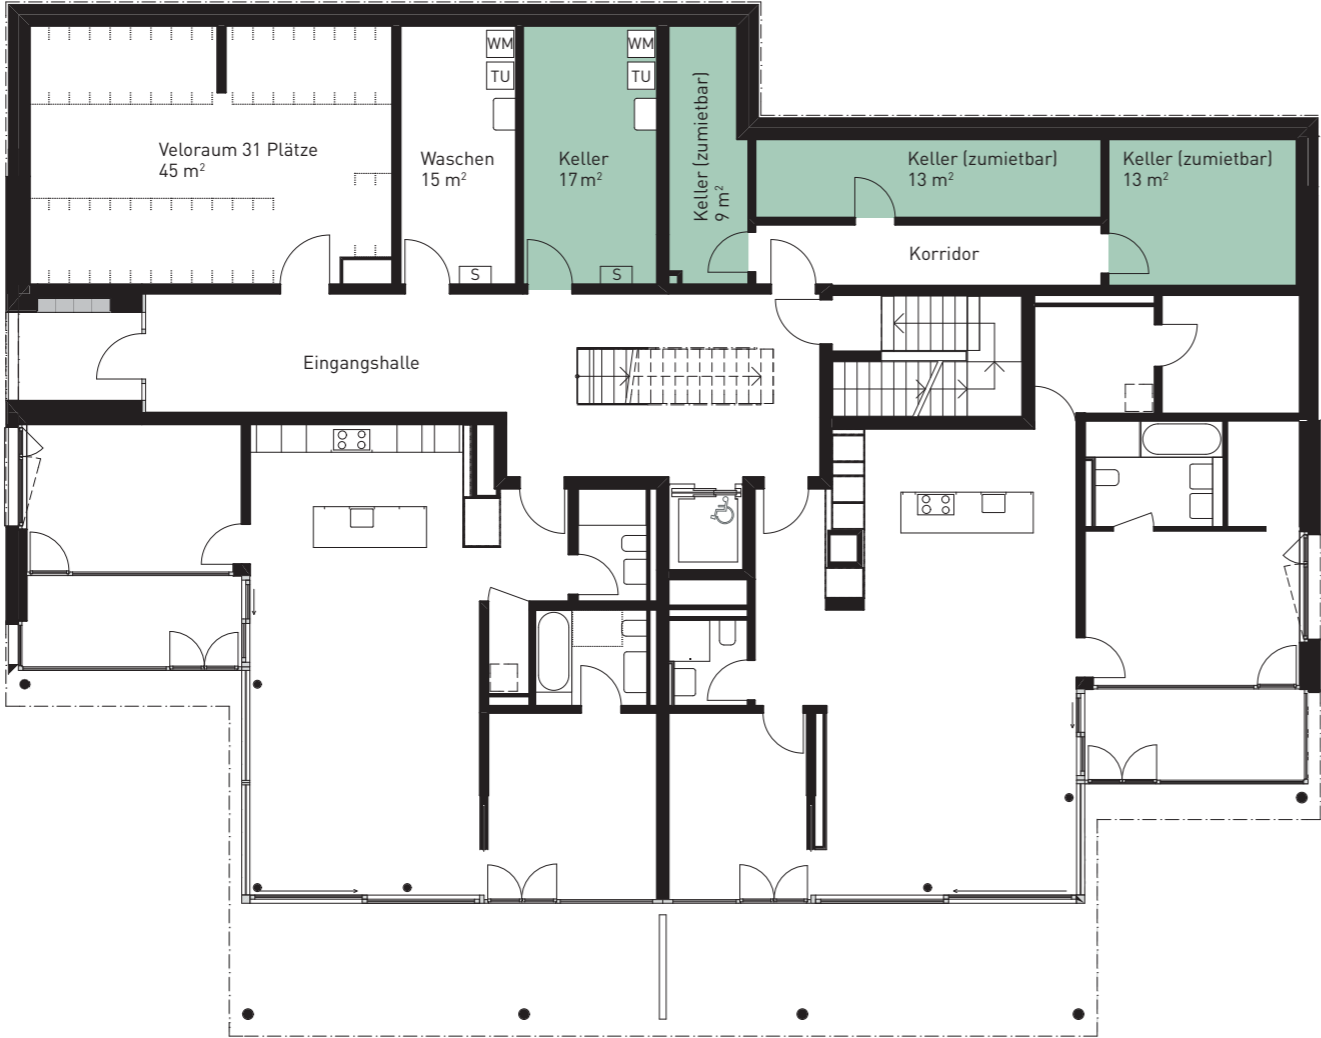 WM
TU
WM
TU
Veloraum 31 Plätze
45 m²
Waschen
15 m²
Keller
17 m²
Keller (zumietbar)
9 m²
Keller (zumietbar)
13 m²
Keller (zumietbar)
13 m²
Korridor
S
S
Eingangshalle